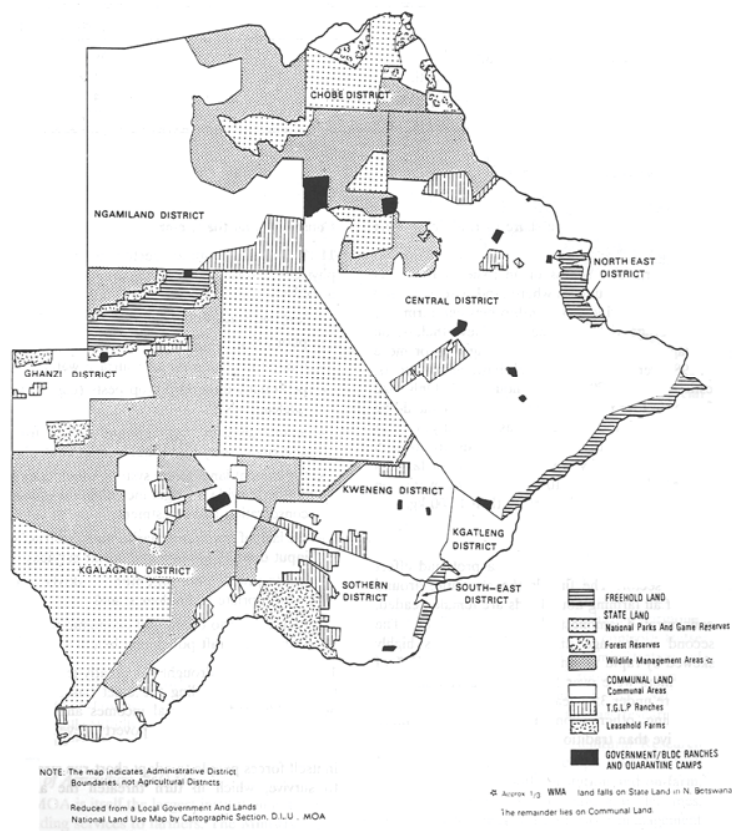 CHOBE DISTRICT
NGAMILAND DISTRICT
NORTH EAST
DISTRICT
CENTRAL DISTRICT
GHANZI DISTRICT
KWENENG DISTRICT
KGATLENG
DISTRICT
KGALAGADI DISTRICT
SOTHERN
DISTRICT
SOUTH-EAST
DISTRICT
FREEHOLD LAND
STATE LAND
National Parks And Game Reserves
Forest Reserves
Wildlife Management Areas ☆
COMMUNAL LAND
Communal Areas
T.G.L.P Ranches
Leasehold Farms
GOVERNMENT/BLDC RANCHES
AND QUARANTINE CAMPS
NOTE: The map indicates Administrative District
Boundaries, not Agricultural Districts
Reduced from a Local Government And Lands
National Land Use Map by Cartographic Section, D.L.U , MOA
☆ Approx 1/3 WMA land falls on State Land in N. Botswana
The remainder lies on Communal Land.